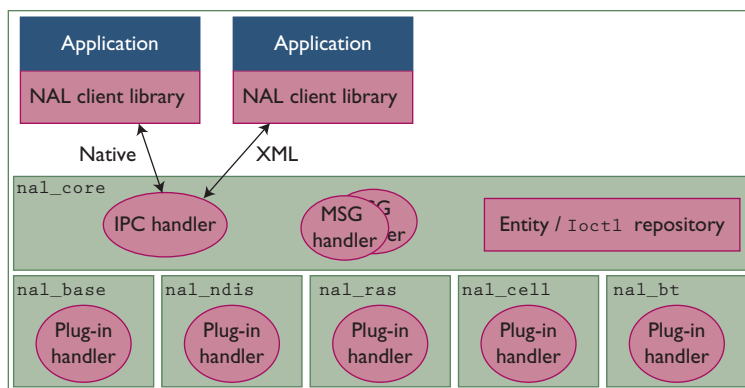 Application Application
NAL client library NAL client library
Native XML
nal_core
IPC handler
MSG handler
Entity / Ioctl repository
nal_base nal_ndis nal_ras nal_cell nal_bt
Plug-in Plug-in Plug-in Plug-in Plug-in
handler handler handler handler handler